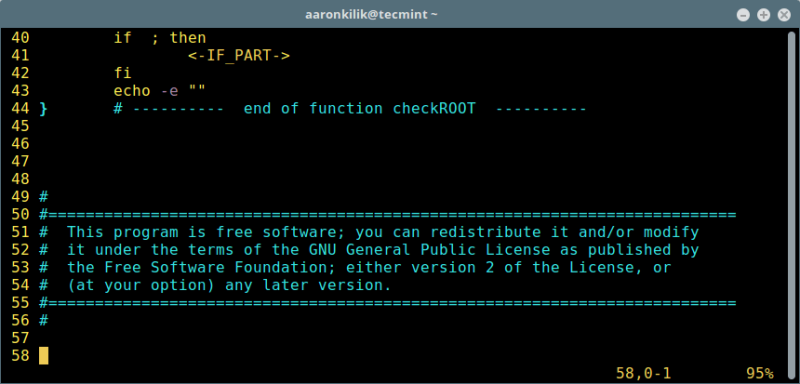 aaronkilik@tecmint ~
40         if  ; then
41                 <-IF_PART->
42         fi
43         echo -e ""
44 }       # ----------  end of function checkROOT  ----------
45
46
47
48
49 #
50 #==========================================================================
51 #  This program is free software; you can redistribute it and/or modify
52 #  it under the terms of the GNU General Public License as published by
53 #  the Free Software Foundation; either version 2 of the License, or
54 #  (at your option) any later version.
55 #==========================================================================
56 #
57
58
58,0-1        95%